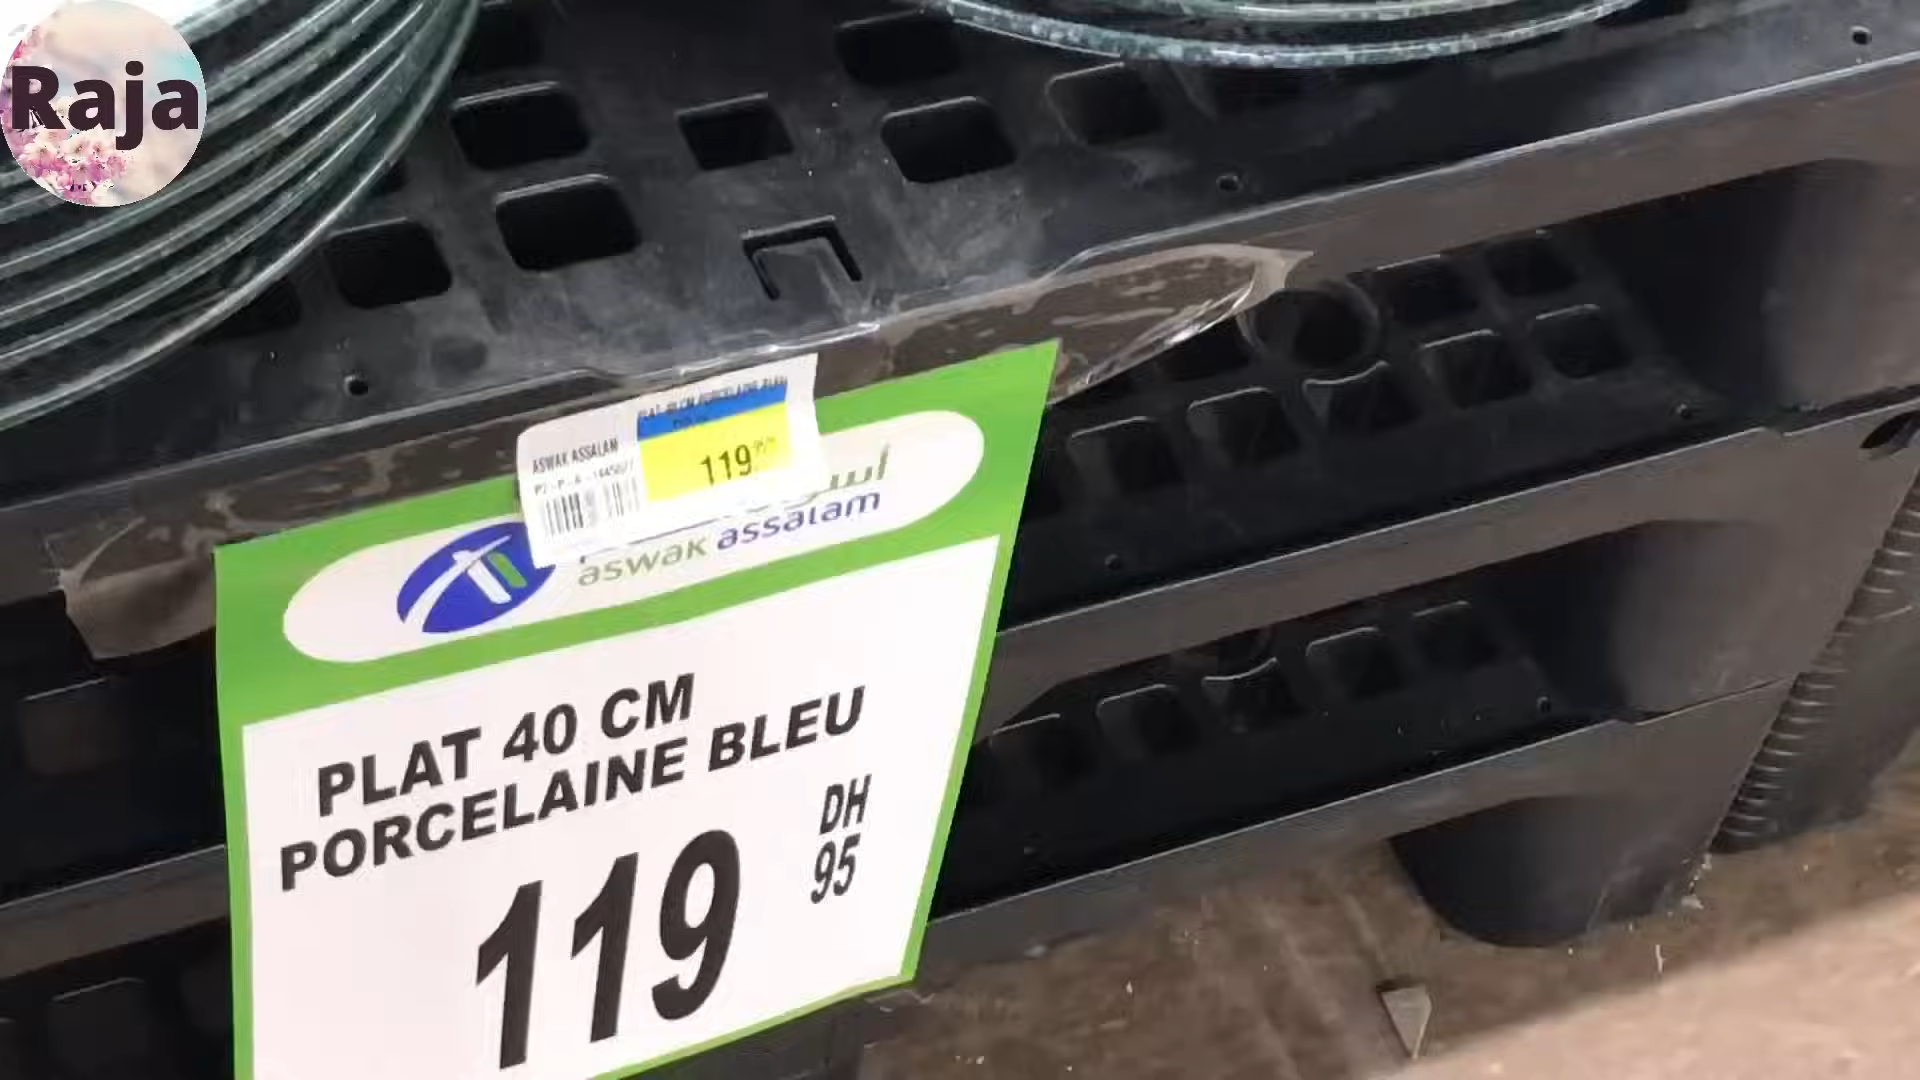 Raja
ASWAK ASSALAM
119
aswak assalam
PLAT 40 CM
PORCELAINE BLEU
119 DH
95